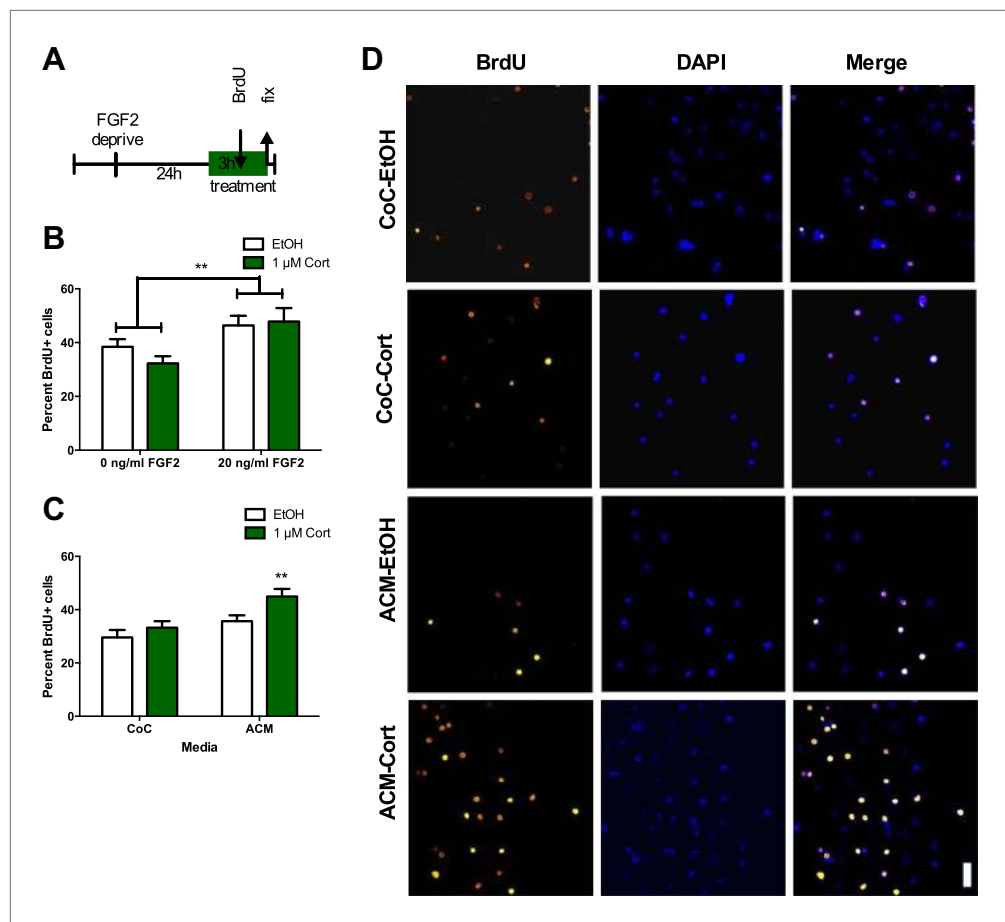 A
BrdU
fix
FGF2
deprive
24h
3h
treatment
B
EtOH
1 µM Cort
**
Percent BrdU+ cells
60
40
20
0
0 ng/ml FGF2
20 ng/ml FGF2
C
EtOH
1 µM Cort
**
Percent BrdU+ cells
60
40
20
0
CoC
ACM
Media
D
BrdU
DAPI
Merge
CoC-EtOH
CoC-Cort
ACM-EtOH
ACM-Cort